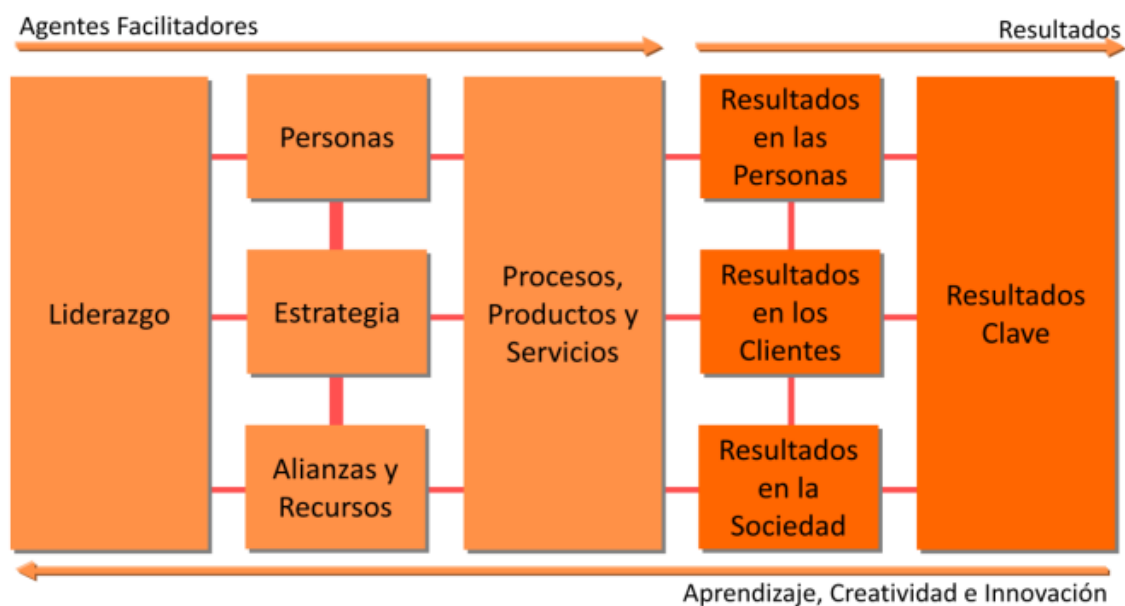 Agentes Facilitadores
Resultados
Liderazgo
Personas
Estrategia
Alianzas y
Recursos
Procesos,
Productos y
Servicios
Resultados
en las
Personas
Resultados
en los
Clientes
Resultados
en la
Sociedad
Resultados
Clave
Aprendizaje, Creatividad e Innovación